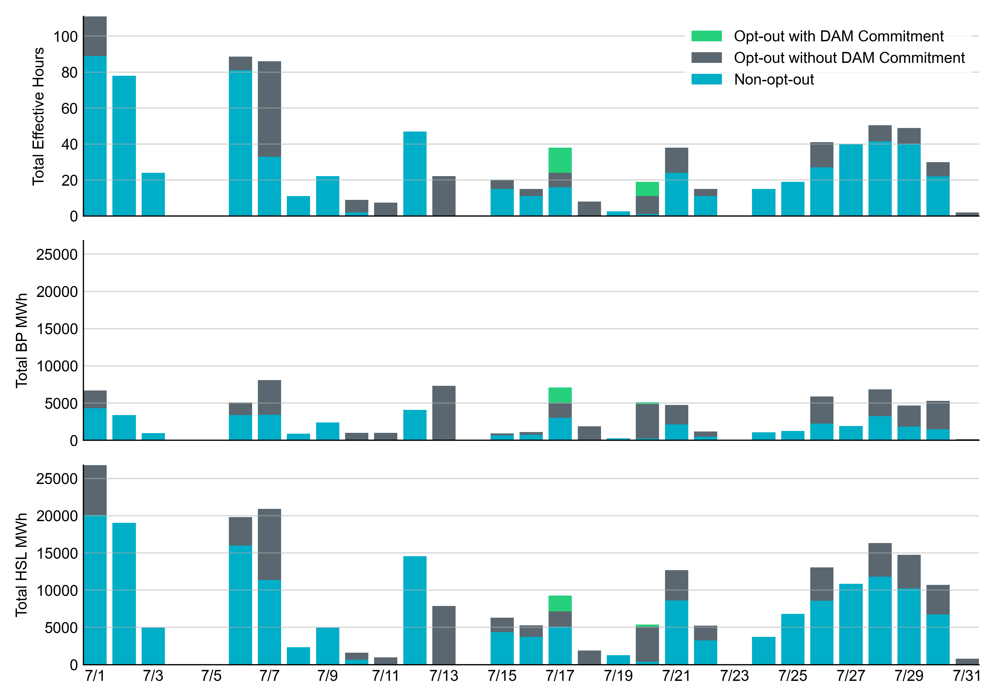 Total Effective Hours
100
80
60
40
20
0
Opt-out with DAM Commitment
Opt-out without DAM Commitment
Non-opt-out
Total BP MWh
25000
20000
15000
10000
5000
0
Total HSL MWh
25000
20000
15000
10000
5000
0
7/1 7/3 7/5 7/7 7/9 7/11 7/13 7/15 7/17 7/19 7/21 7/23 7/25 7/27 7/29 7/31